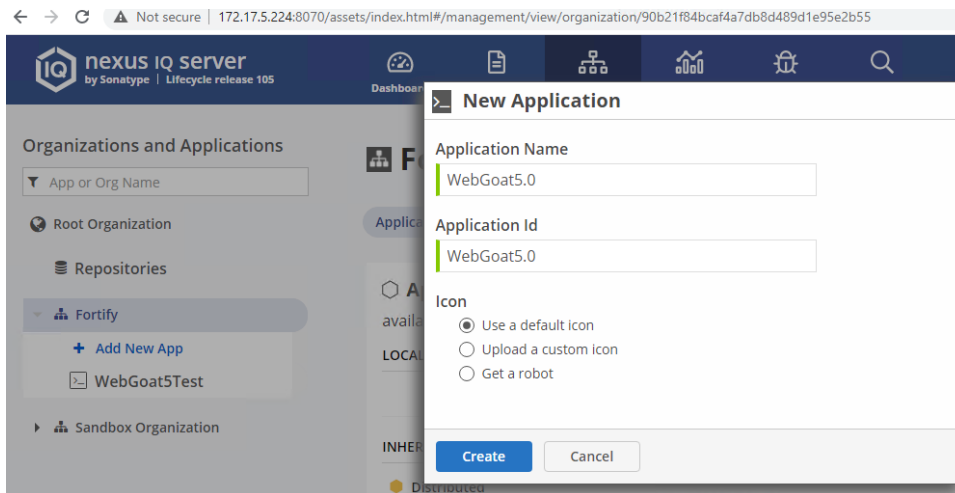 Not secure | 172.17.5.224:8070/assets/index.html#/management/view/organization/90b21f84bcaf4a7db8d489d1e95e2b55
IQ nexus IQ server
by Sonatype | Lifecycle release 105
Dashboar
New Application
Organizations and Applications
App or Org Name
Root Organization
Repositories
Fortify
+ Add New App
WebGoat5Test
Sandbox Organization
Fo
Applica
A
availa
LOCAL
INHER
Distributed
Application Name
WebGoat5.0
Application Id
WebGoat5.0
Icon
Use a default icon
Upload a custom icon
Get a robot
Create
Cancel